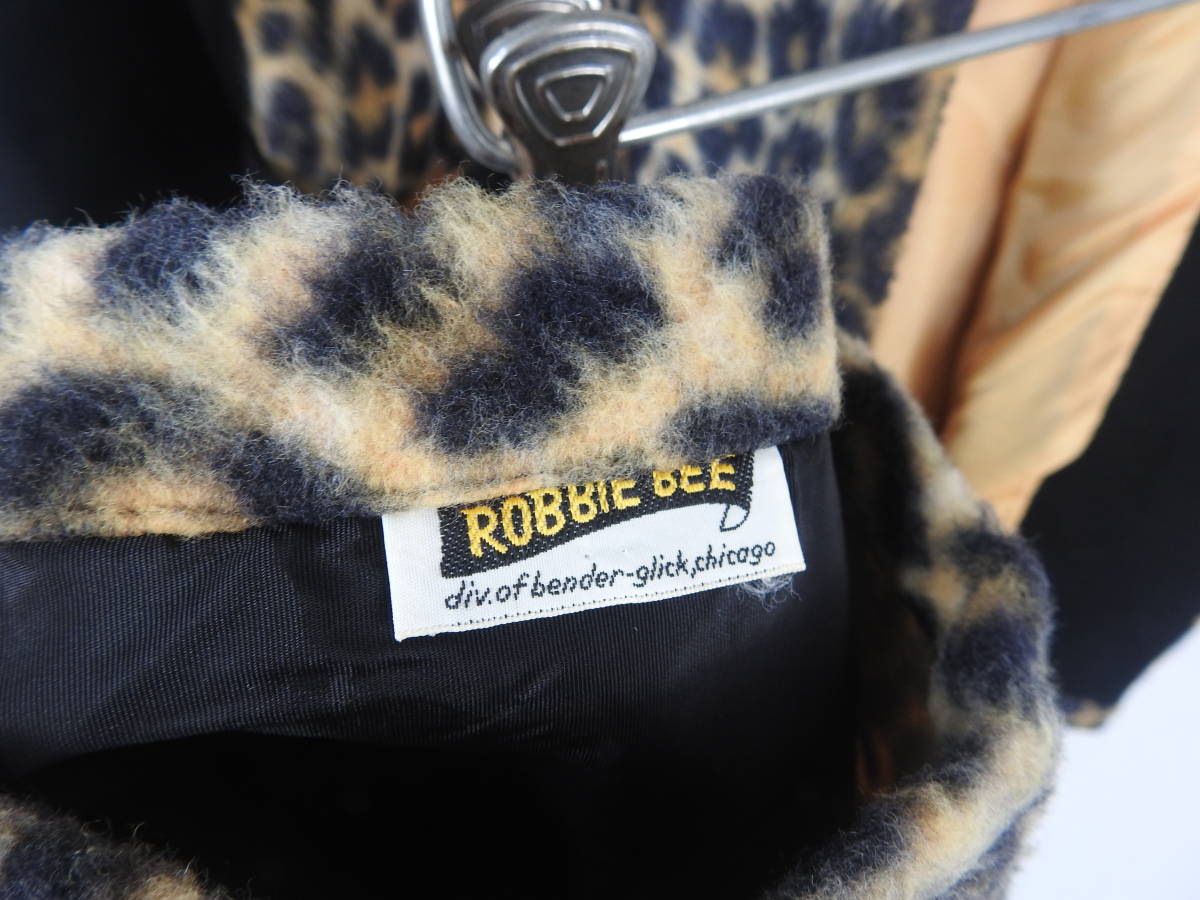 ROBBIE BEE
div. of bender-glick, chicago